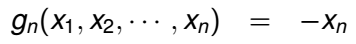 gₙ(x₁, x₂, · · · , xₙ) = −xₙ